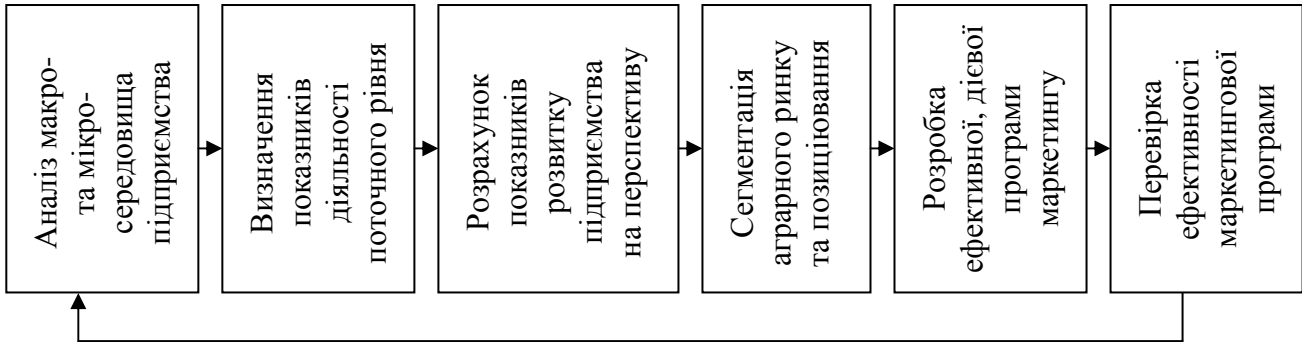 Аналіз макро-
та мікро-
середовища
підприємства
Визначення
показників
діяльності
поточного рівня
Розрахунок
показників
розвитку
підприємства
на перспективу
Сегментація
аграрного ринку
та позиціювання
Розробка
ефективної, дієвої
програми
маркетингу
Перевірка
ефективності
маркетингової
програми